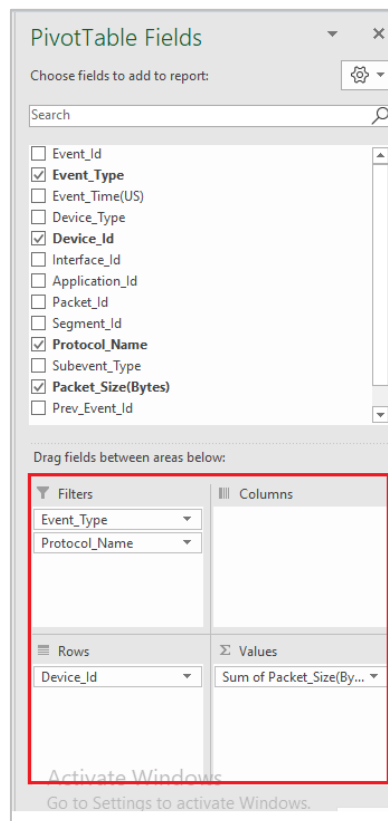 PivotTable Fields
Choose fields to add to report:
Search
Event_Id
Event_Type
Event_Time(US)
Device_Type
Device_Id
Interface_Id
Application_Id
Packet_Id
Segment_Id
Protocol_Name
Subevent_Type
Packet_Size(Bytes)
Prev_Event_Id
Drag fields between areas below:
Filters
Columns
Event_Type
Protocol_Name
Rows
Σ Values
Device_Id
Sum of Packet_Size(By...
Activate Windows
Go to Settings to activate Windows.